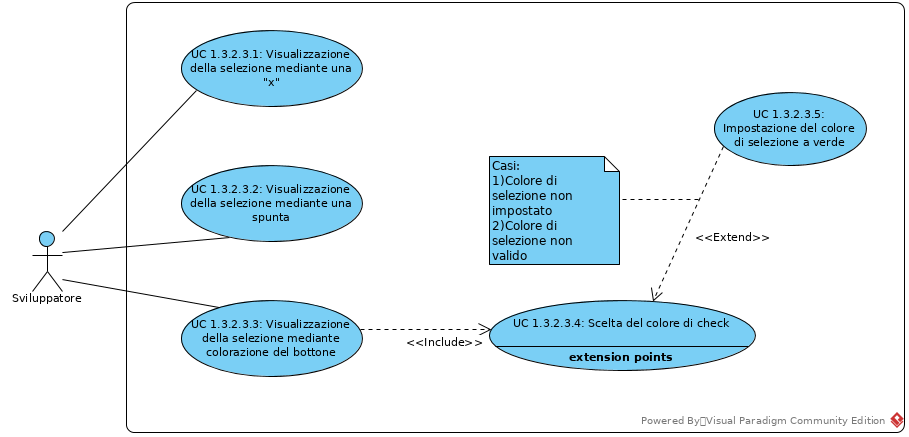 UC 1.3.2.3.1: Visualizzazione
della selezione mediante una
"x"
UC 1.3.2.3.5:
Impostazione del colore
di selezione a verde
Casi:
1)Colore di
selezione non
impostato
2)Colore di
selezione non
valido
UC 1.3.2.3.2: Visualizzazione
della selezione mediante una
spunta
<<Extend>>
Sviluppatore
UC 1.3.2.3.3: Visualizzazione
della selezione mediante
colorazione del bottone
<<Include>>
UC 1.3.2.3.4: Scelta del colore di check
extension points
Powered By Visual Paradigm Community Edition